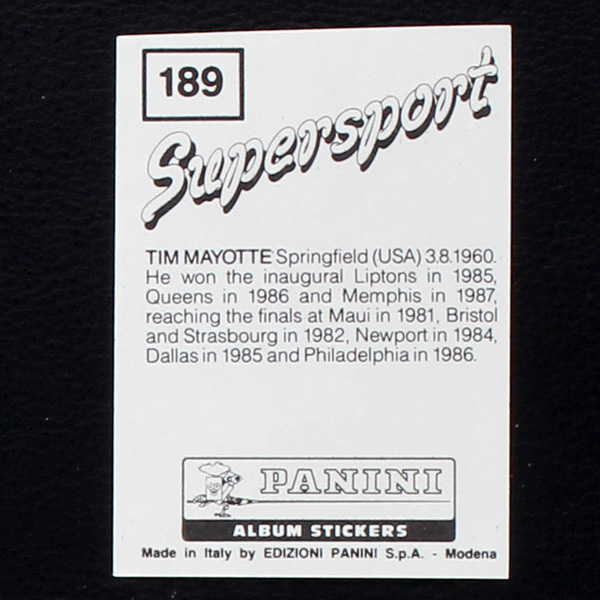 189
Supersport
TIM MAYOTTE Springfield (USA) 3.8.1960.
He won the inaugural Liptons in 1985,
Queens in 1986 and Memphis in 1987,
reaching the finals at Maui in 1981, Bristol
and Strasbourg in 1982, Newport in 1984,
Dallas in 1985 and Philadelphia in 1986.
PANINI
ALBUM STICKERS
Made in Italy by EDIZIONI PANINI S.p.A. - Modena